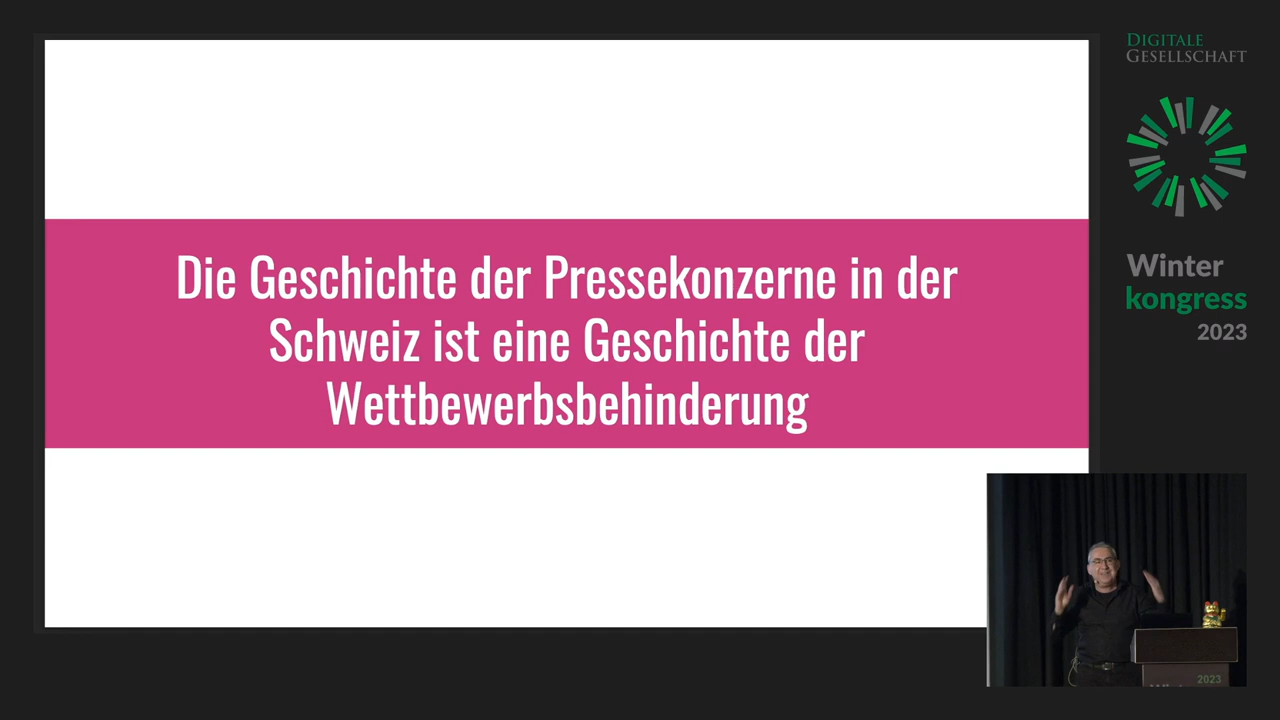 Die Geschichte der Pressekonzerne in der
Schweiz ist eine Geschichte der
Wettbewerbsbehinderung
DIGITALE
GESELLSCHAFT
Winter
kongress
2023
2023